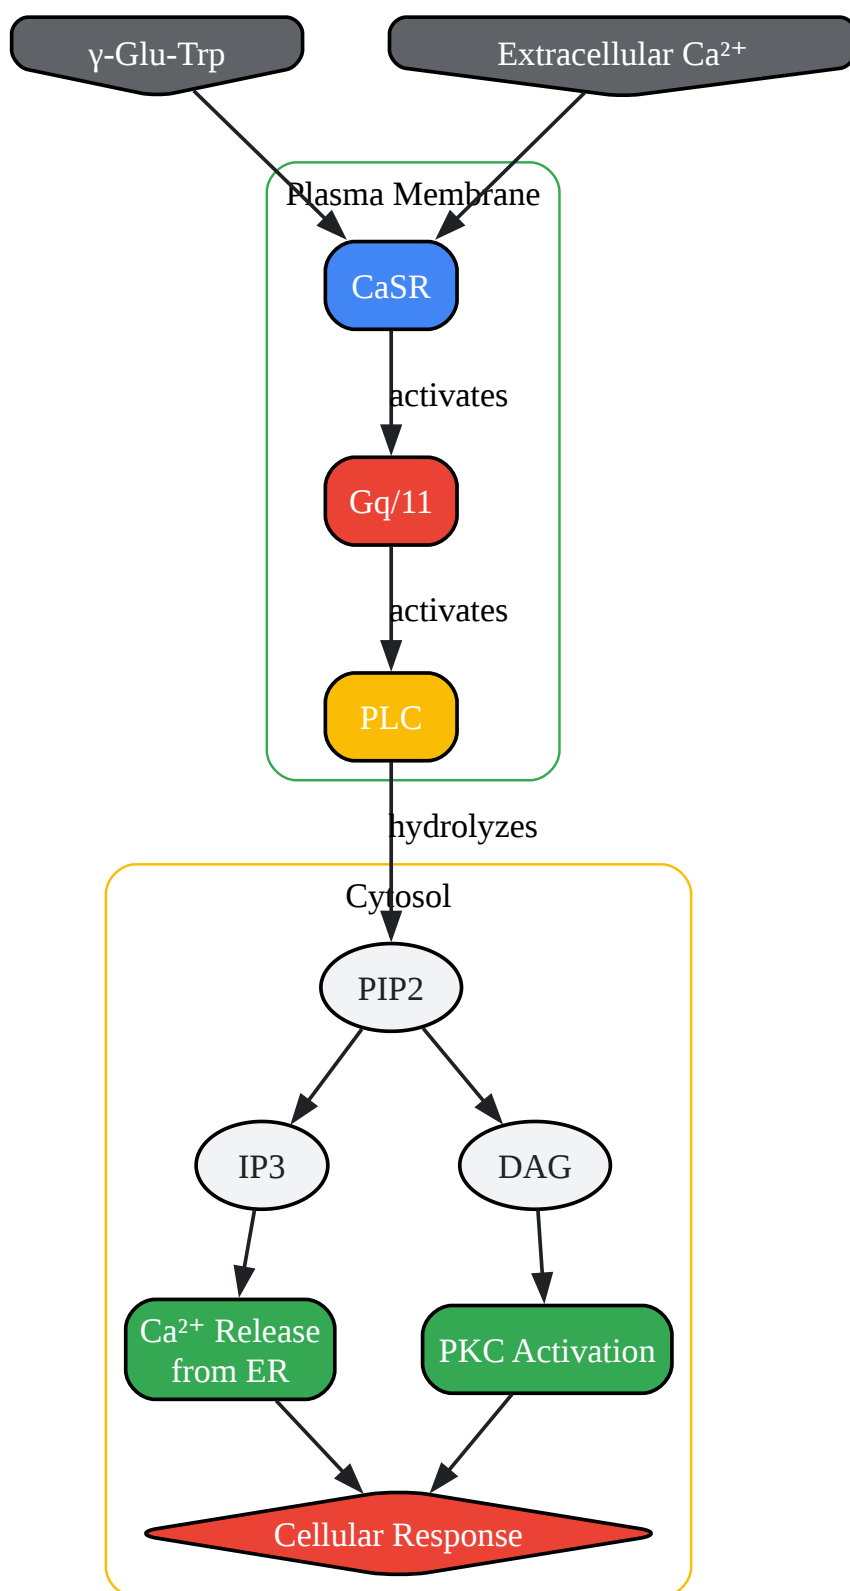 γ-Glu-Trp
Extracellular Ca²⁺
Plasma Membrane
CaSR
activates
Gq/11
activates
PLC
hydrolyzes
Cytosol
PIP2
IP3
DAG
Ca²⁺ Release
from ER
PKC Activation
Cellular Response